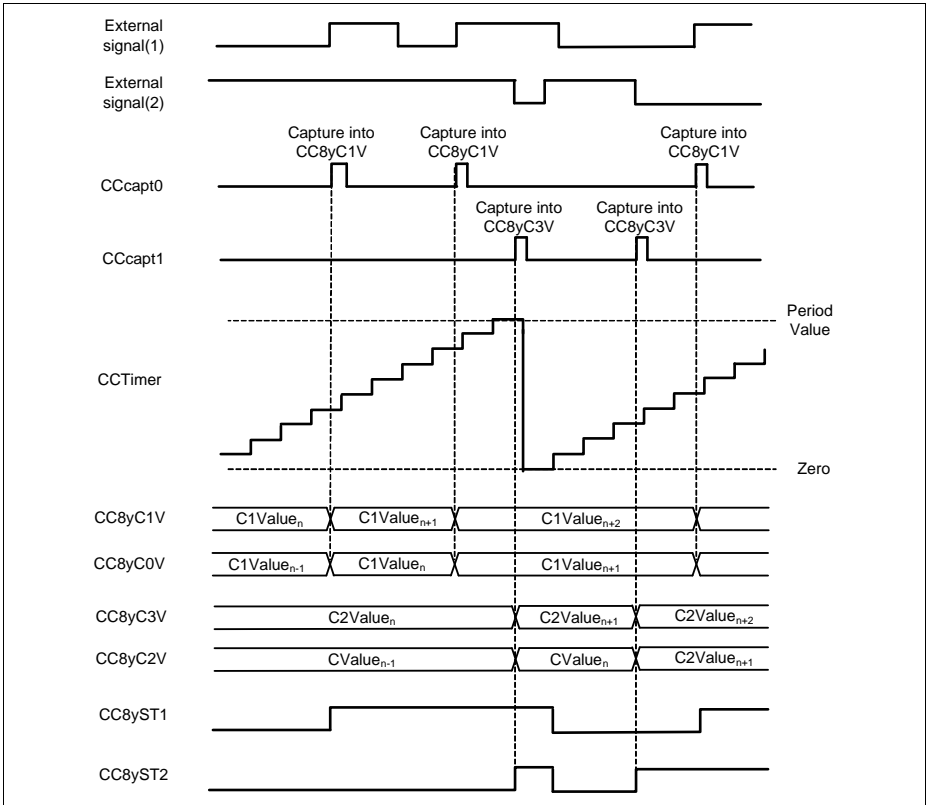 External
signal(1)
External
signal(2)
Capture into
CC8yC1V
Capture into
CC8yC1V
Capture into
CC8yC1V
CCcapt0
Capture into
CC8yC3V
Capture into
CC8yC3V
CCcapt1
Period
Value
CCTimer
Zero
CC8yC1V C1Valueₙ C1Valueₙ₊₁ C1Valueₙ₊₂
CC8yC0V C1Valueₙ₋₁ C1Valueₙ C1Valueₙ₊₁
CC8yC3V C2Valueₙ C2Valueₙ₊₁ C2Valueₙ₊₂
CC8yC2V CValueₙ₋₁ CValueₙ C2Valueₙ₊₁
CC8yST1
CC8yST2